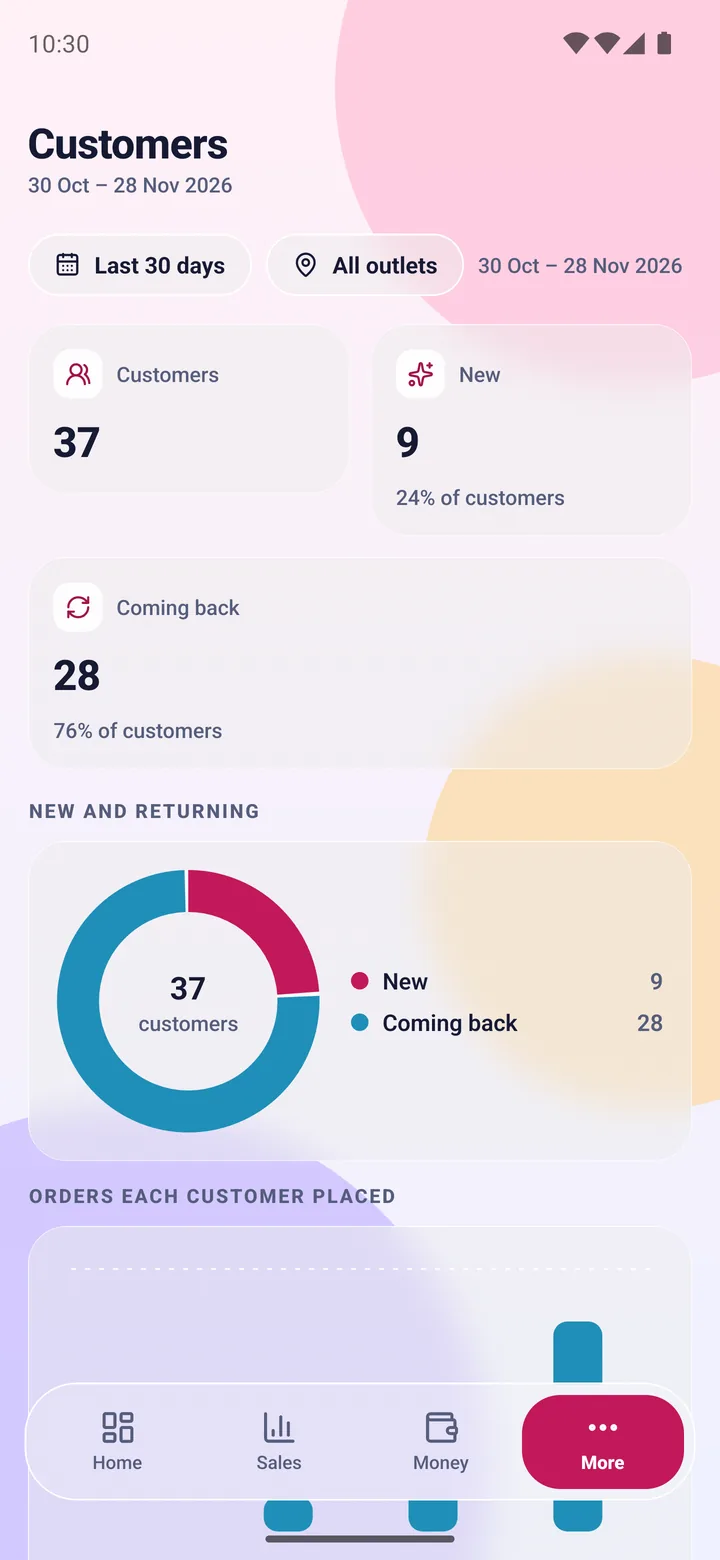 10:30
Customers
30 Oct – 28 Nov 2026
Last 30 days
All outlets
30 Oct – 28 Nov 2026
Customers
37
New
9
24% of customers
Coming back
28
76% of customers
NEW AND RETURNING
37
customers
New 9
Coming back 28
ORDERS EACH CUSTOMER PLACED
Home
Sales
Money
More